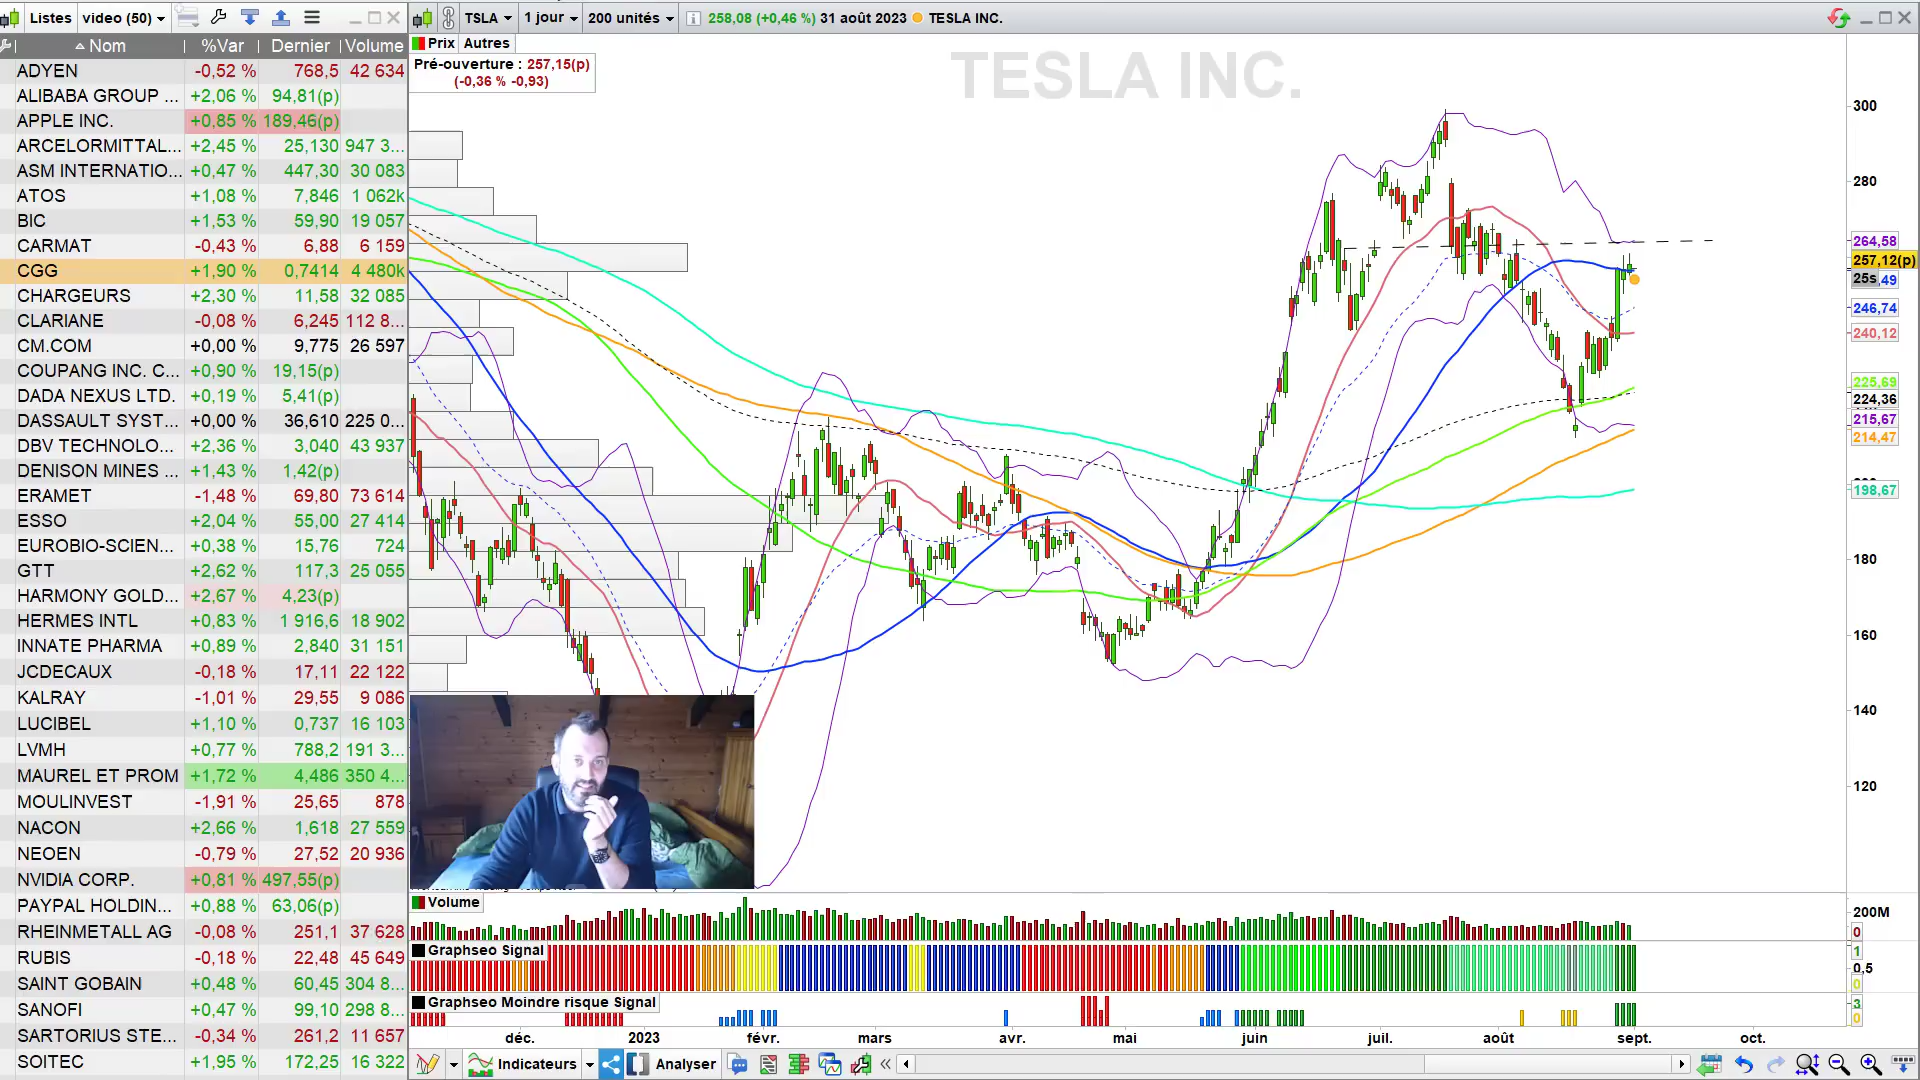 Listes
video (50)
TSLA
1 jour
200 unités
258,08 (+0,46 %) 31 août 2023
TESLA INC.
Nom %Var Dernier Volume
ADYEN -0,52 % 768,5 42 634
ALIBABA GROUP ... +2,06 % 94,81(p)
APPLE INC. +0,85 % 189,46(p)
ARCELORMITTAL... +2,45 % 25,130 947 3...
ASM INTERNATIO... +0,47 % 447,30 30 083
ATOS +1,08 % 7,846 1 062k
BIC +1,53 % 59,90 19 057
CARMAT -0,43 % 6,88 6 159
CGG +1,90 % 0,7414 4 480k
CHARGEURS +2,30 % 11,58 32 085
CLARIANE -0,08 % 6,245 112 8...
CM.COM +0,00 % 9,775 26 597
COUPANG INC. C... +0,90 % 19,15(p)
DADA NEXUS LTD. +0,19 % 5,41(p)
DASSAULT SYST... +0,00 % 36,610 225 0...
DBV TECHNOLO... +2,36 % 3,040 43 937
DENISON MINES ... +1,43 % 1,42(p)
ERAMET -1,48 % 69,80 73 614
ESSO +2,04 % 55,00 27 414
EUROBIO-SCIEN... +0,38 % 15,76 724
GTT +2,62 % 117,3 25 055
HARMONY GOLD... +2,67 % 4,23(p)
HERMES INTL +0,83 % 1 916,6 18 902
INNATE PHARMA +0,89 % 2,840 31 151
JCDECAUX -0,18 % 17,11 22 122
KALRAY -1,01 % 29,55 9 086
LUCIBEL +1,10 % 0,737 16 103
LVMH +0,77 % 788,2 191 3...
MAUREL ET PROM +1,72 % 4,486 350 4...
MOULINVEST -1,91 % 25,65 878
NACON +2,66 % 1,618 27 559
NEOEN -0,79 % 27,52 20 936
NVIDIA CORP. +0,81 % 497,55(p)
PAYPAL HOLDIN... +0,88 % 63,06(p)
RHEINMETALL AG -0,08 % 251,1 37 628
RUBIS -0,18 % 22,48 45 649
SAINT GOBAIN +0,48 % 60,45 304 8...
SANOFI +0,47 % 99,10 298 8...
SARTORIUS STE... -0,34 % 261,2 11 657
SOITEC +1,95 % 172,25 16 322
Prix
Autres
Pré-ouverture : 257,15(p)
(-0,36 % -0,93)
TESLA INC.
300
280
264,58
257,12(p)
25s ,49
246,74
240,12
225,69
224,36
215,67
214,47
198,67
180
160
140
120
Volume
200M
0
Graphseo Signal
1
0,5
0
Graphseo Moindre risque Signal
3
0
déc. 2023 févr. mars avr. mai juin juil. août sept. oct.
Indicateurs
Analyser